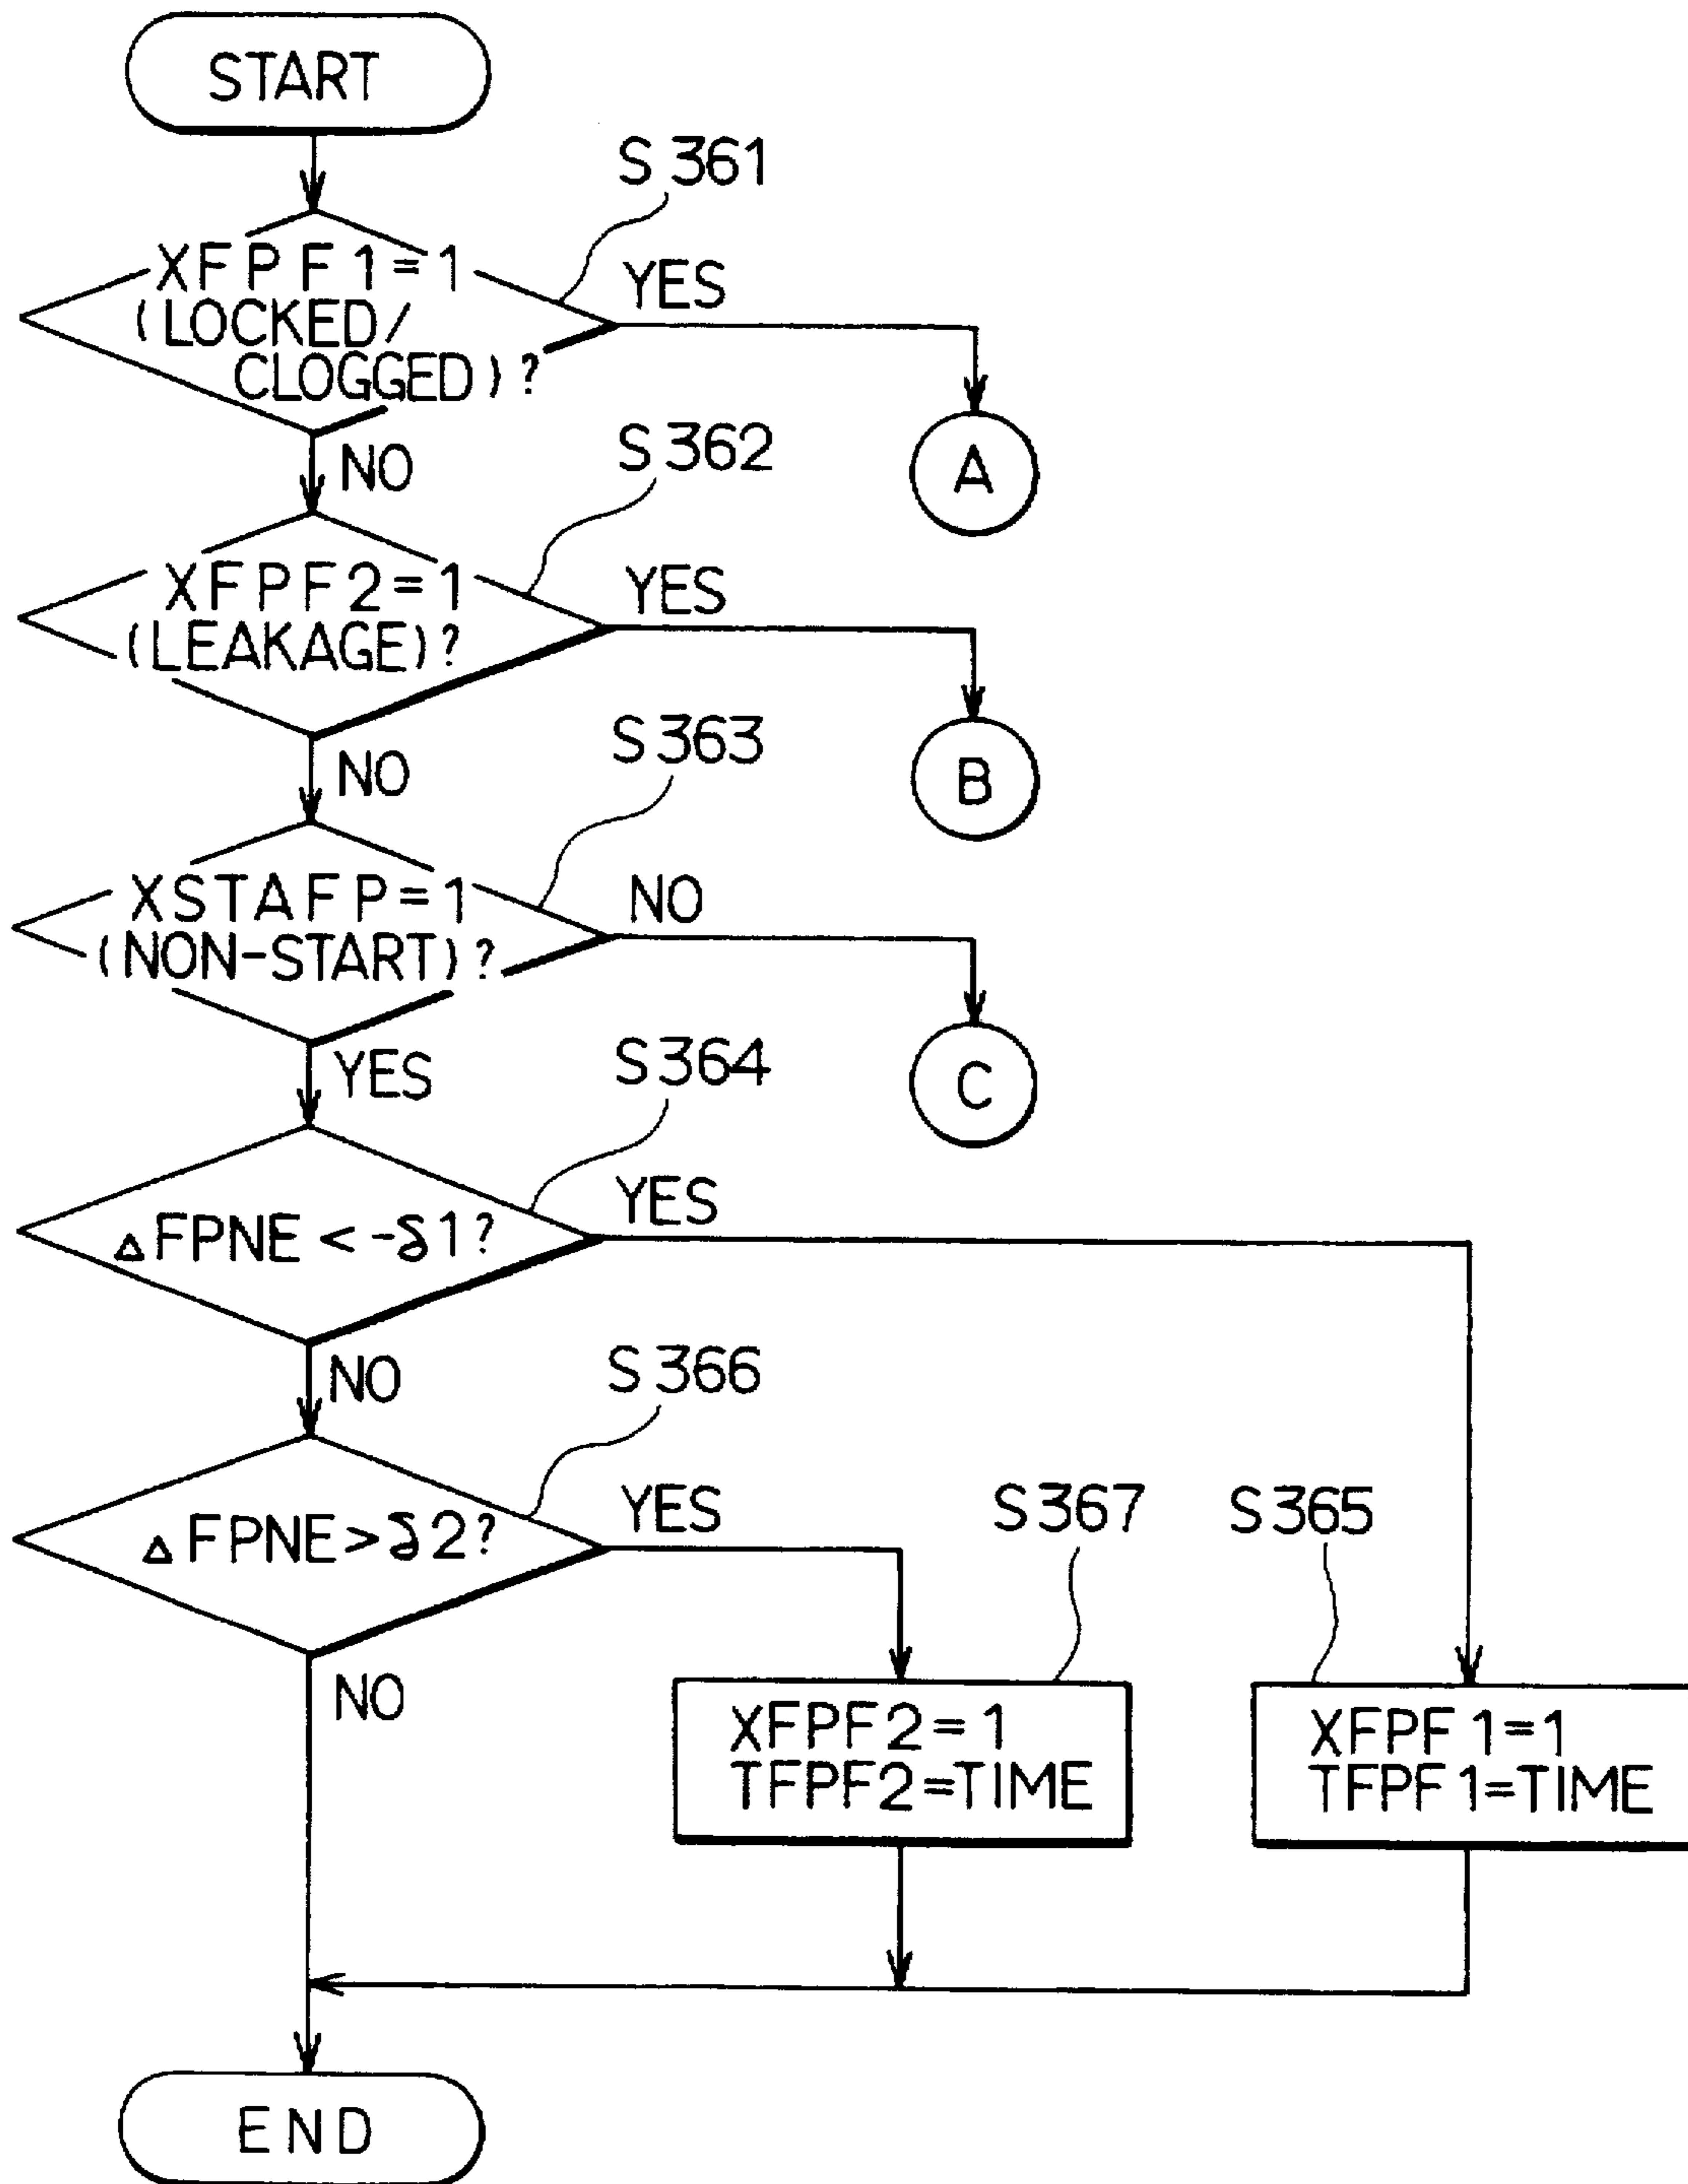 START
S361
XFPF1=1
(LOCKED/
CLOGGED)?
YES
A
NO
S362
XFPF2=1
(LEAKAGE)?
YES
B
NO
S363
XSTAFP=1
(NON-START)?
NO
C
YES
S364
△FPNE<-δ1?
YES
NO
S366
△FPNE>δ2?
YES
S367
S365
NO
XFPF2=1
TFPF2=TIME
XFPF1=1
TFPF1=TIME
END